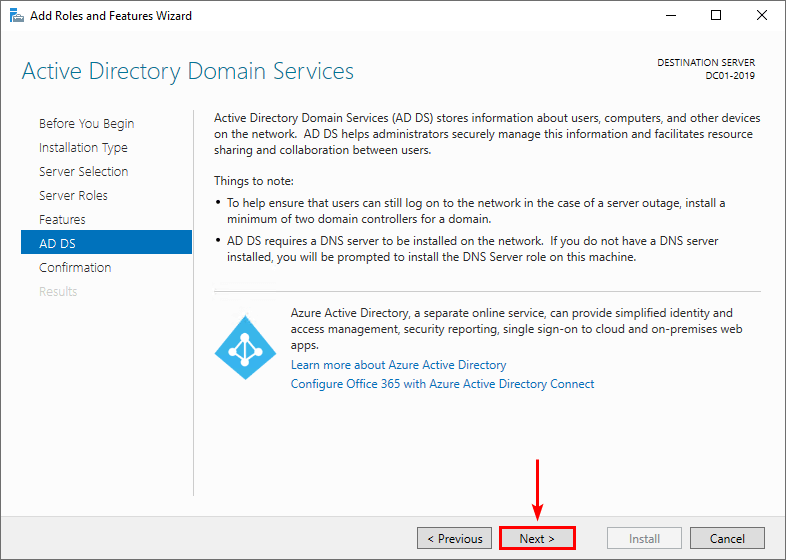 Add Roles and Features Wizard
Active Directory Domain Services
DESTINATION SERVER
DC01-2019
Before You Begin
Installation Type
Server Selection
Server Roles
Features
AD DS
Confirmation
Results
Active Directory Domain Services (AD DS) stores information about users, computers, and other devices
on the network. AD DS helps administrators securely manage this information and facilitates resource
sharing and collaboration between users.
Things to note:
• To help ensure that users can still log on to the network in the case of a server outage, install a
minimum of two domain controllers for a domain.
• AD DS requires a DNS server to be installed on the network. If you do not have a DNS server
installed, you will be prompted to install the DNS Server role on this machine.
Azure Active Directory, a separate online service, can provide simplified identity and
access management, security reporting, single sign-on to cloud and on-premises web
apps.
Learn more about Azure Active Directory
Configure Office 365 with Azure Active Directory Connect
< Previous
Next >
Install
Cancel